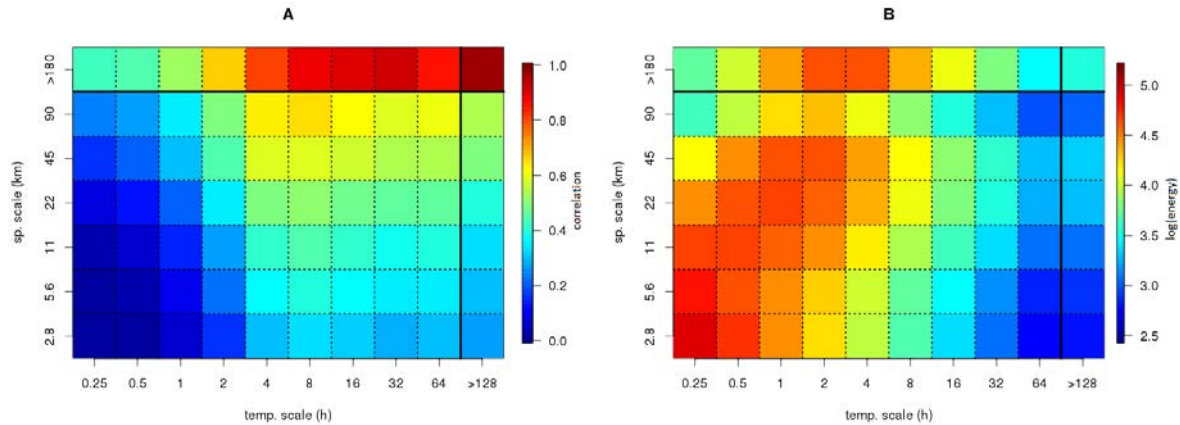 A
B
>180
90
45
22
11
5.6
2.8
sp. scale (km)
0.25 0.5 1 2 4 8 16 32 64 >128
temp. scale (h)
1.0
0.8
0.6
0.4
0.2
0.0
correlation
>180
90
45
22
11
5.6
2.8
sp. scale (km)
0.25 0.5 1 2 4 8 16 32 64 >128
temp. scale (h)
5.0
4.5
4.0
3.5
3.0
2.5
log(energy)